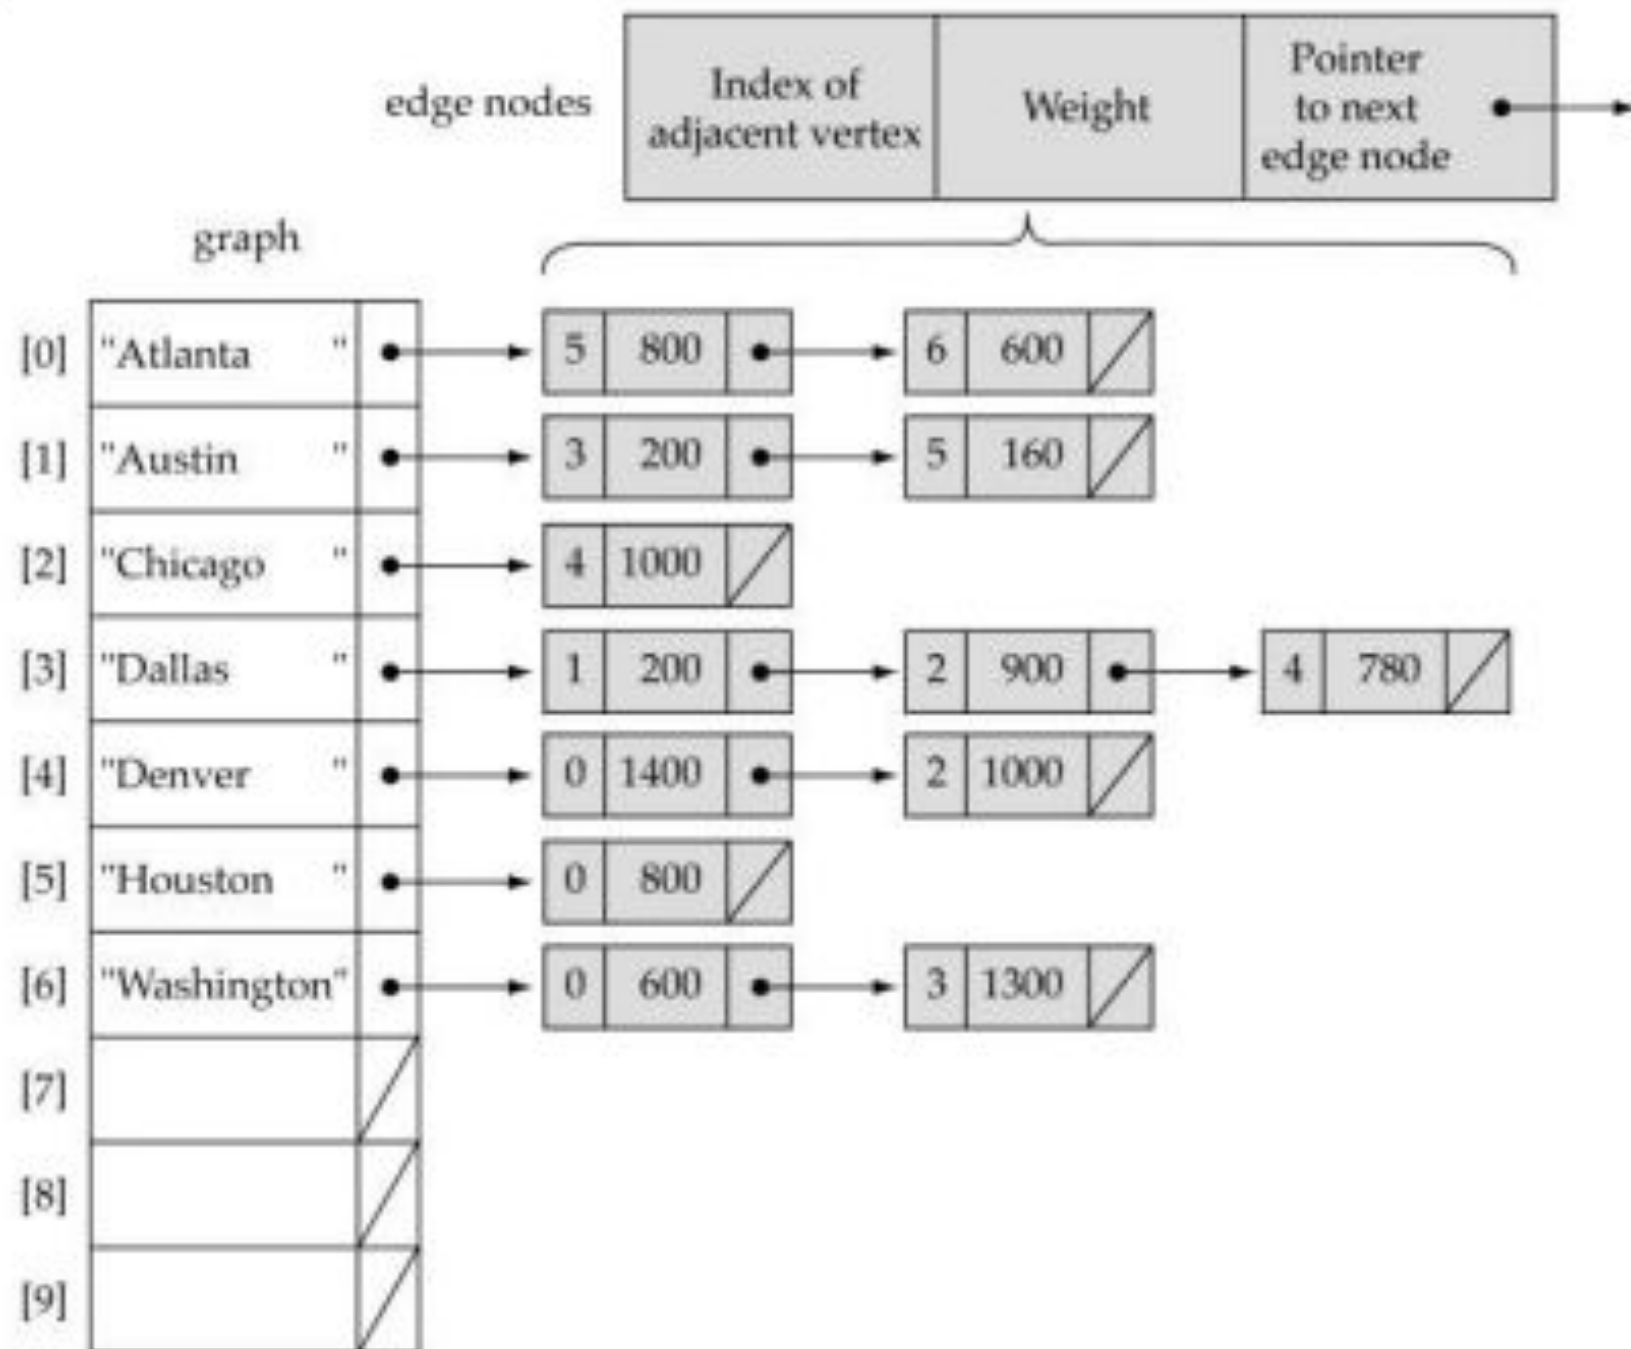 edge nodes
Index of
adjacent vertex
Weight
Pointer
to next
edge node
graph
[0] "Atlanta " 5 800 6 600
[1] "Austin " 3 200 5 160
[2] "Chicago " 4 1000
[3] "Dallas " 1 200 2 900 4 780
[4] "Denver " 0 1400 2 1000
[5] "Houston " 0 800
[6] "Washington" 0 600 3 1300
[7]
[8]
[9]